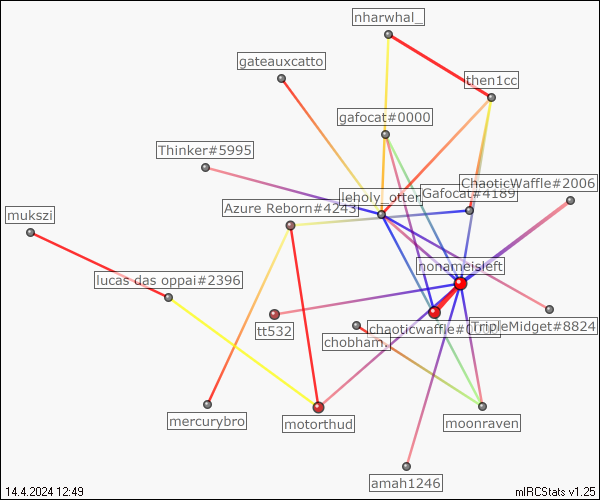 nharwhal_
gateauxcatto
then1cc
gafocat#0000
Thinker#5995
ChaoticWaffle#2006
leholy_otter
Gafocat#4189
Azure Reborn#4243
mukszi
nonameisleft
lucas das oppai#2396
tt532
chaoticwaffle#0
TripleMidget#8824
chobham
mercurybro
motorthud
moonraven
amah1246
14.4.2024 12:49
mIRCStats v1.25